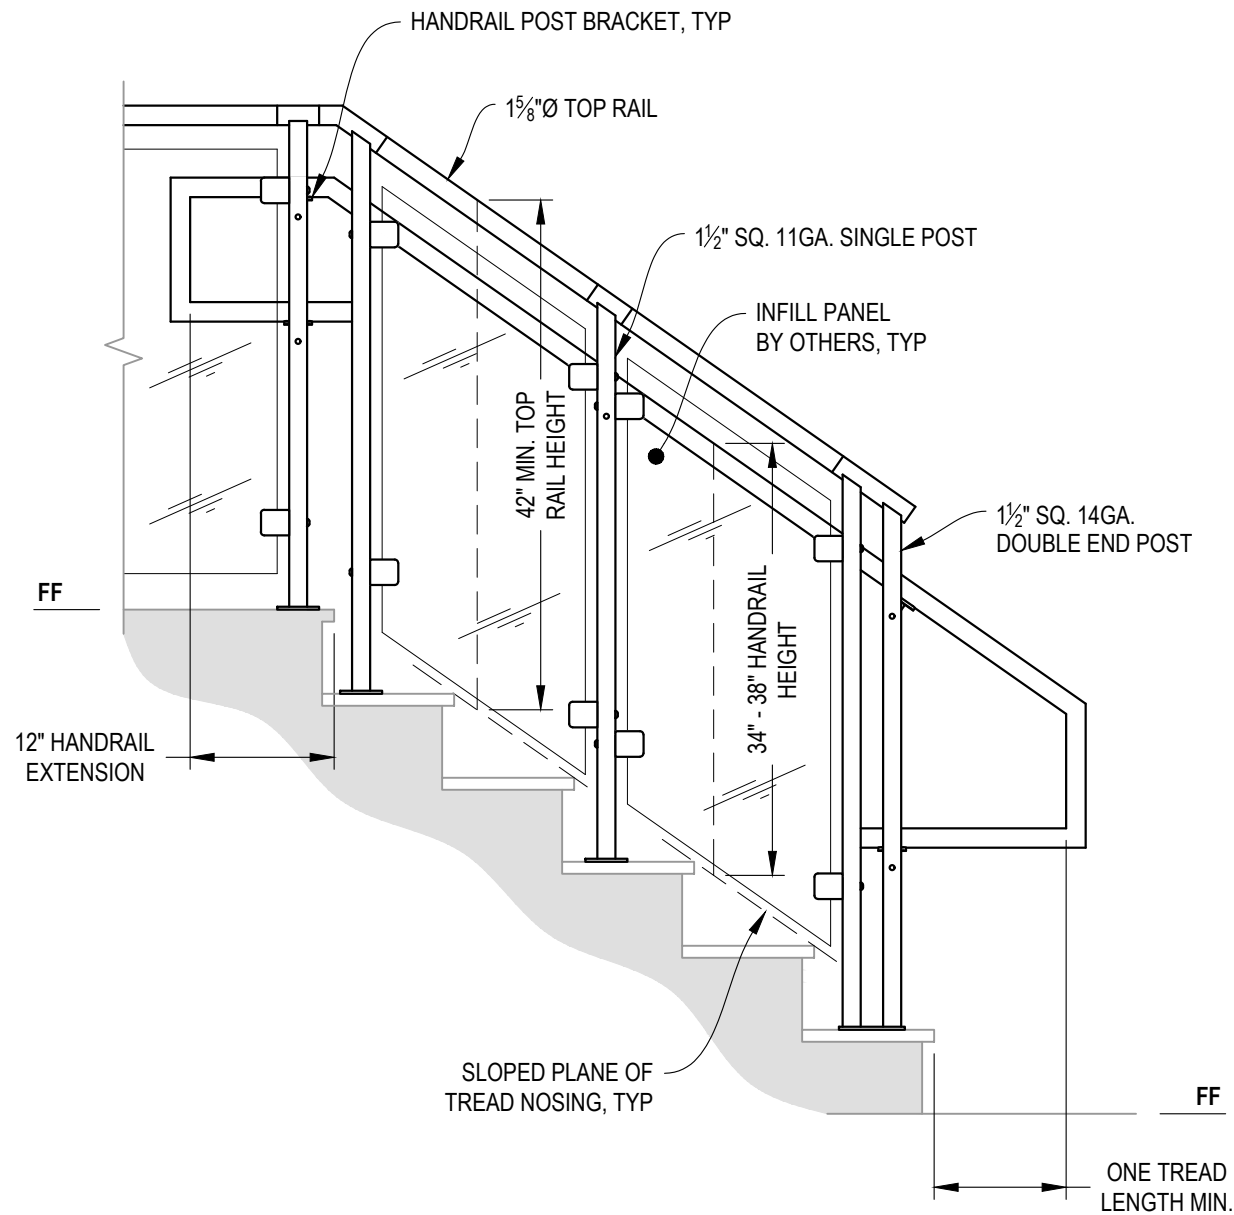 HANDRAIL POST BRACKET, TYP
1⅝"Ø TOP RAIL
1½" SQ. 11GA. SINGLE POST
INFILL PANEL
BY OTHERS, TYP
42" MIN. TOP
RAIL HEIGHT
1½" SQ. 14GA.
DOUBLE END POST
34" - 38" HANDRAIL
HEIGHT
FF
12" HANDRAIL
EXTENSION
SLOPED PLANE OF
TREAD NOSING, TYP
FF
ONE TREAD
LENGTH MIN.